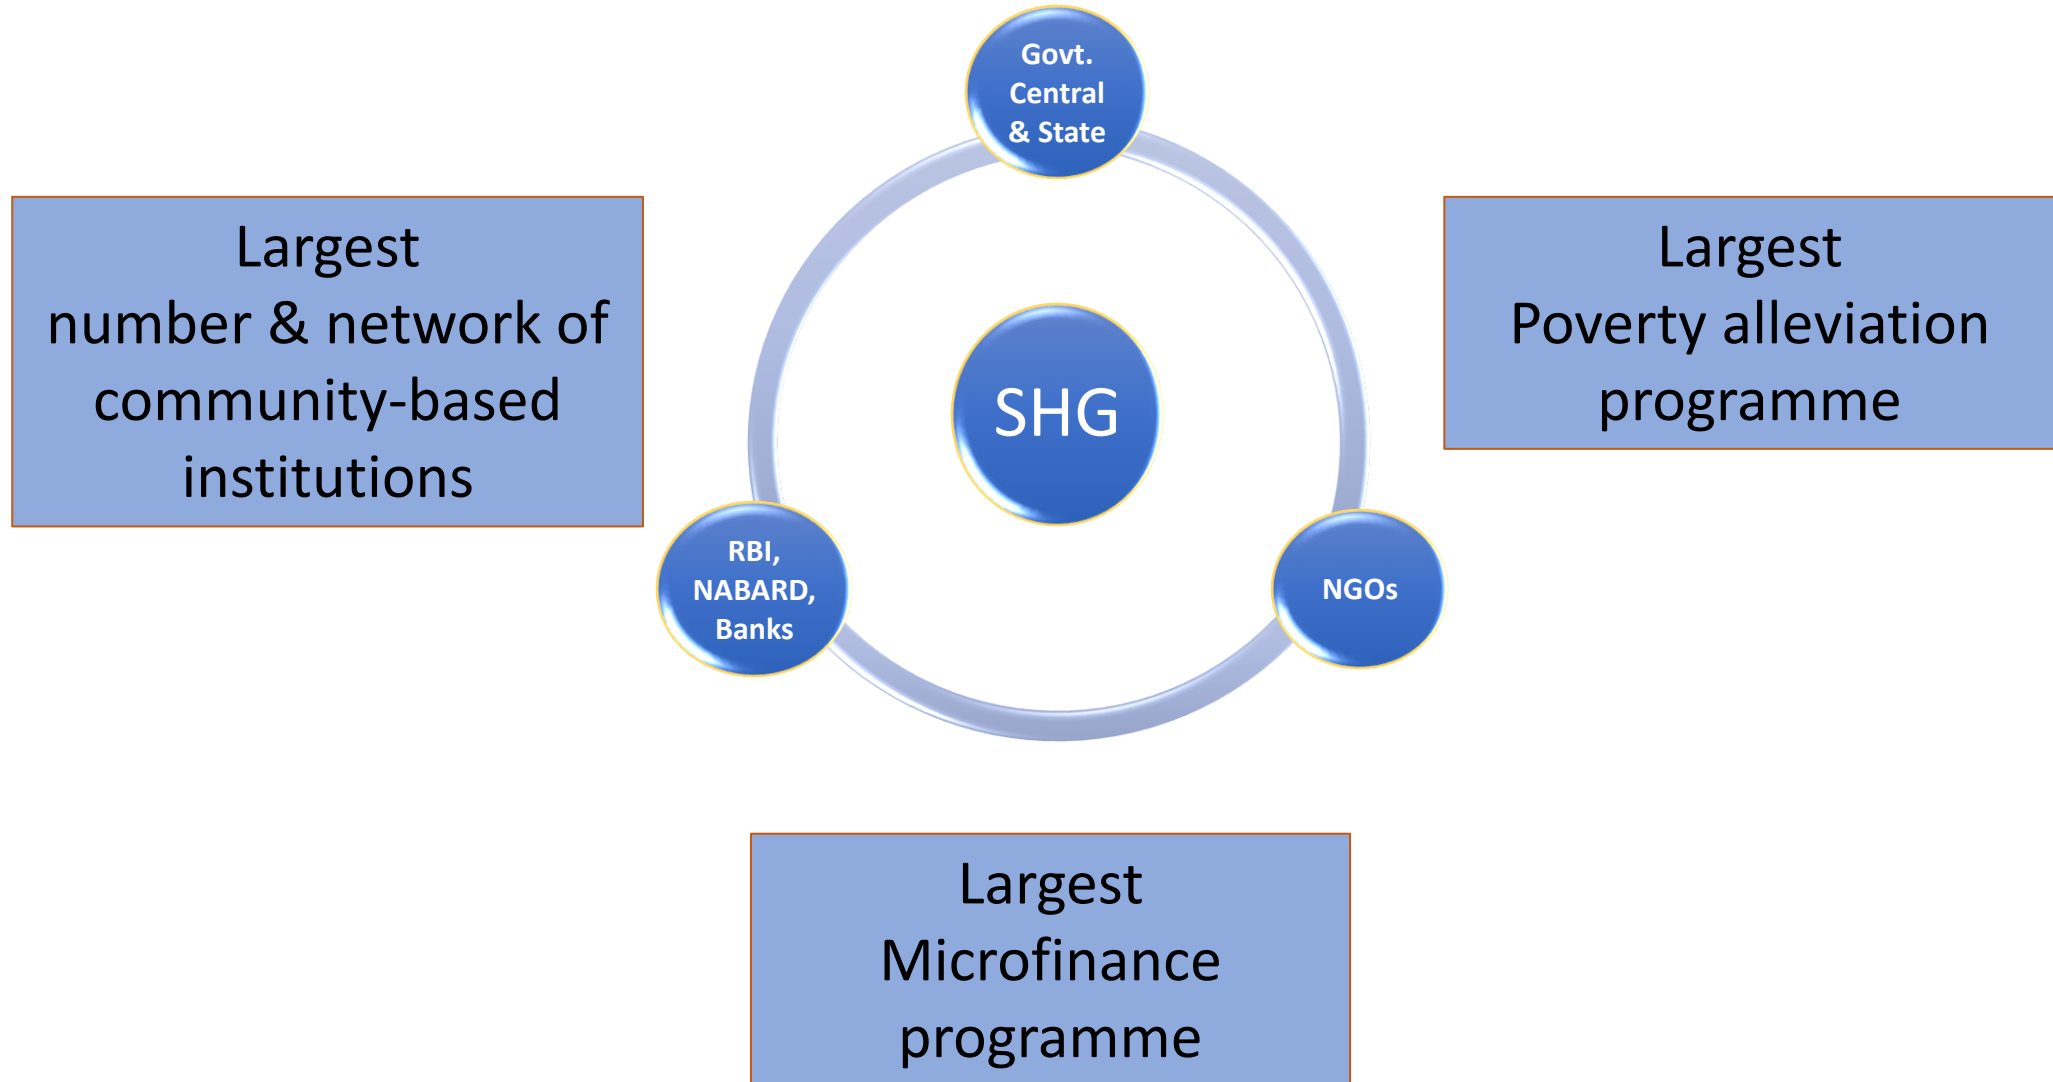 Govt.
Central
& State
Largest
number & network of
community-based
institutions
Largest
Poverty alleviation
programme
SHG
RBI,
NABARD,
Banks
NGOs
Largest
Microfinance
programme